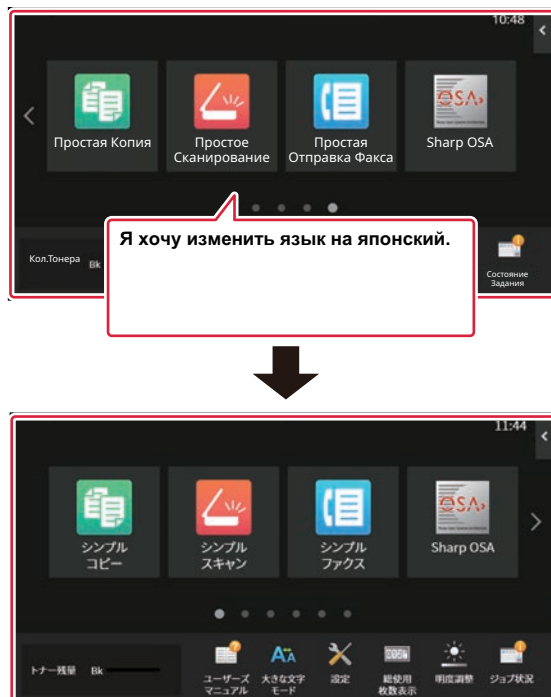 10:48
Простая Копия
Простое
Сканирование
Простая
Отправка Факса
Sharp OSA
Я хочу изменить язык на японский.
Кол.Тонера
Bk
Состояние
Задания
11:44
シンプル
コピー
シンプル
スキャン
シンプル
ファクス
Sharp OSA
トナー残量
Bk
ユーザーズ
マニュアル
大きな文字
モード
設定
総使用
枚数表示
明度調整
ジョブ状況